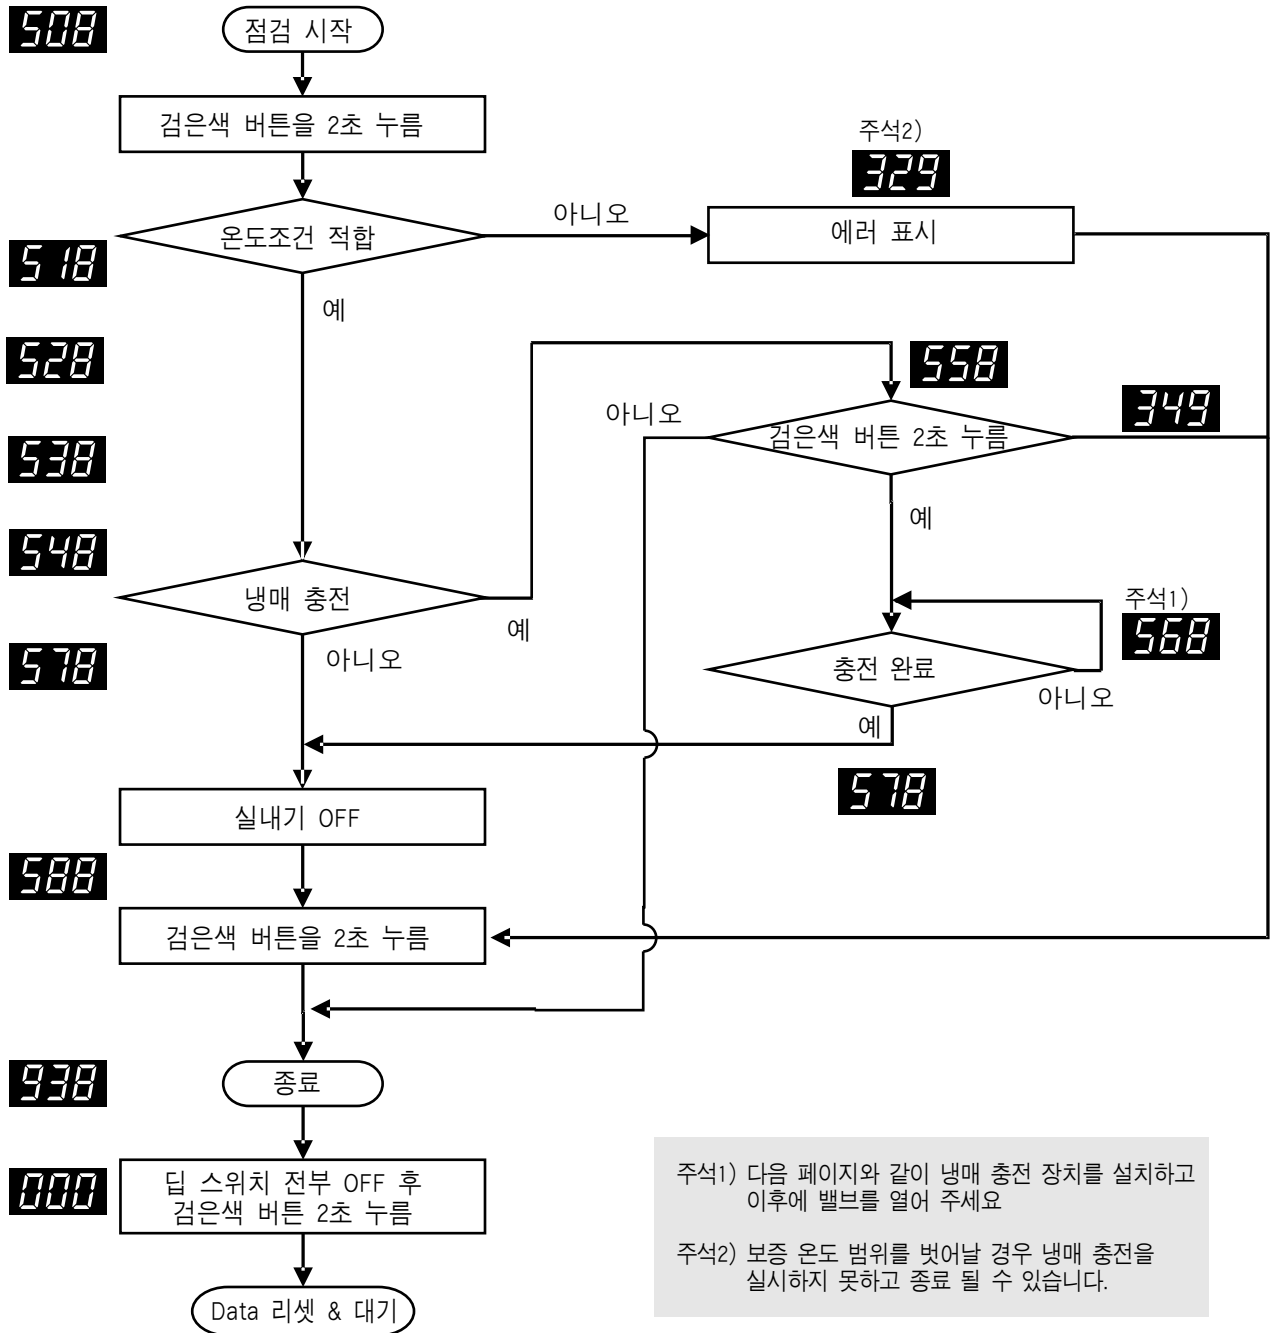 508
점검 시작
검은색 버튼을 2초 누름
주석2)
329
온도조건 적합
아니오
에러 표시
518
예
528
558
349
아니오
검은색 버튼 2초 누름
538
예
548
냉매 충전
예
주석1)
568
578
아니오
충전 완료
아니오
예
578
실내기 OFF
588
검은색 버튼을 2초 누름
938
종료
000
딥 스위치 전부 OFF 후
검은색 버튼 2초 누름
Data 리셋 & 대기
주석1) 다음 페이지와 같이 냉매 충전 장치를 설치하고
이후에 밸브를 열어 주세요
주석2) 보증 온도 범위를 벗어날 경우 냉매 충전을
실시하지 못하고 종료 될 수 있습니다.